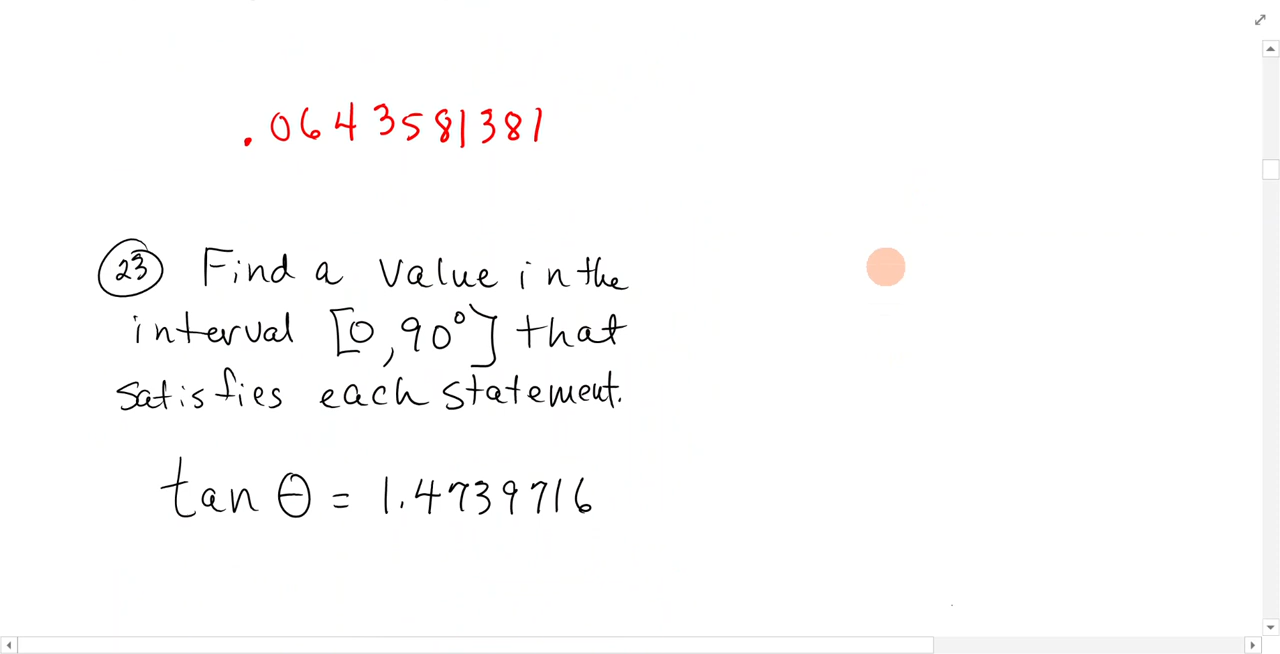 .0643581381
23 Find a value in the
interval [0, 90°] that
satisfies each statement.
tan θ = 1.4739716